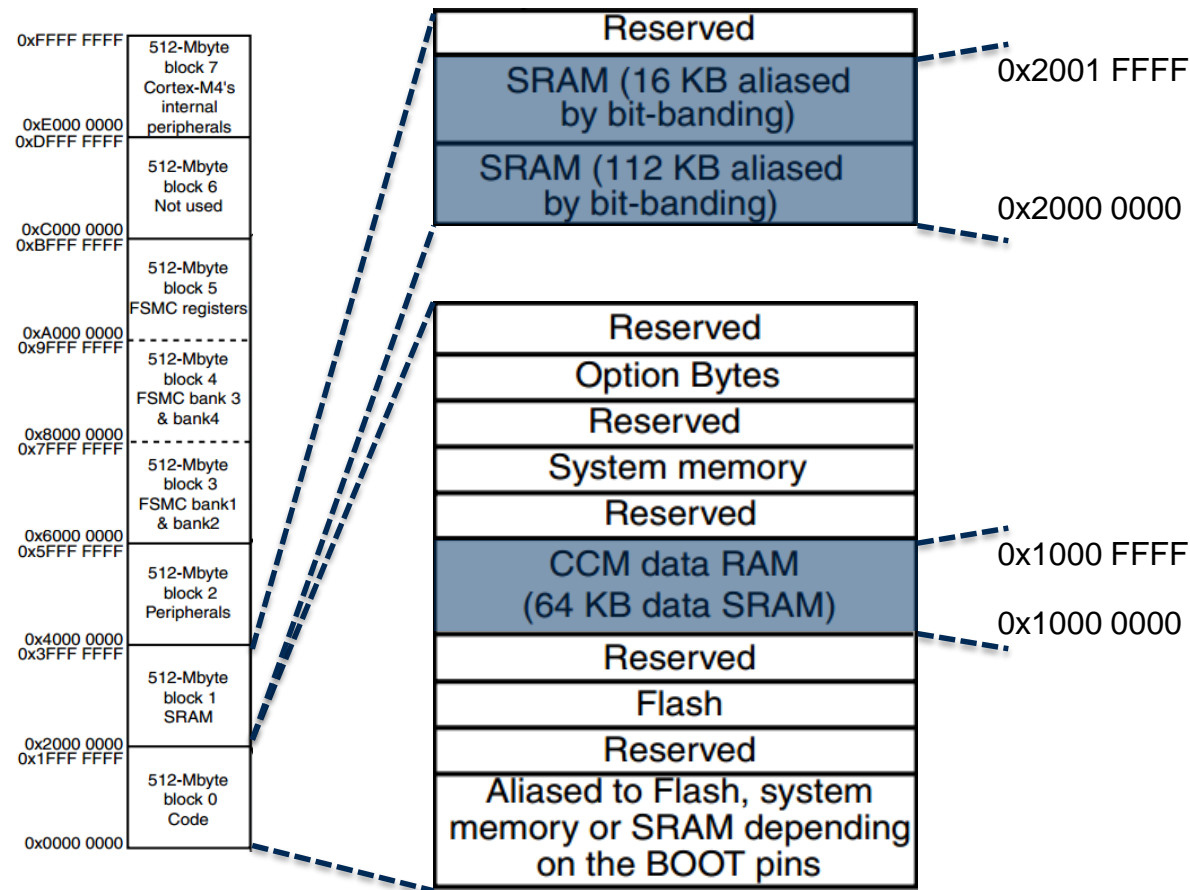 0xFFFF FFFF
512-Mbyte
block 7
Cortex-M4's
internal
peripherals
0xE000 0000
0xDFFF FFFF
512-Mbyte
block 6
Not used
0xC000 0000
0xBFFF FFFF
512-Mbyte
block 5
FSMC registers
0xA000 0000
0x9FFF FFFF
512-Mbyte
block 4
FSMC bank 3
& bank4
0x8000 0000
0x7FFF FFFF
512-Mbyte
block 3
FSMC bank1
& bank2
0x6000 0000
0x5FFF FFFF
512-Mbyte
block 2
Peripherals
0x4000 0000
0x3FFF FFFF
512-Mbyte
block 1
SRAM
0x2000 0000
0x1FFF FFFF
512-Mbyte
block 0
Code
0x0000 0000
Reserved
SRAM (16 KB aliased
by bit-banding)
SRAM (112 KB aliased
by bit-banding)
0x2001 FFFF
0x2000 0000
Reserved
Option Bytes
Reserved
System memory
Reserved
CCM data RAM
(64 KB data SRAM)
Reserved
Flash
Reserved
Aliased to Flash, system
memory or SRAM depending
on the BOOT pins
0x1000 FFFF
0x1000 0000